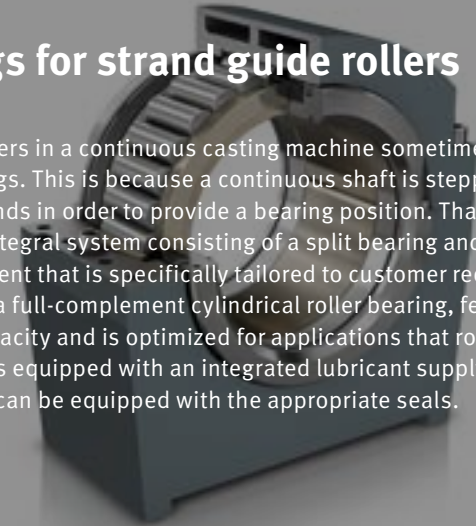 gs for strand guide rollers
ers in a continuous casting machine sometime
gs. This is because a continuous shaft is stepp
nds in order to provide a bearing position. Tha
tegral system consisting of a split bearing and
ent that is specifically tailored to customer rec
a full-complement cylindrical roller bearing, fe
acity and is optimized for applications that ro
s equipped with an integrated lubricant suppl
can be equipped with the appropriate seals.